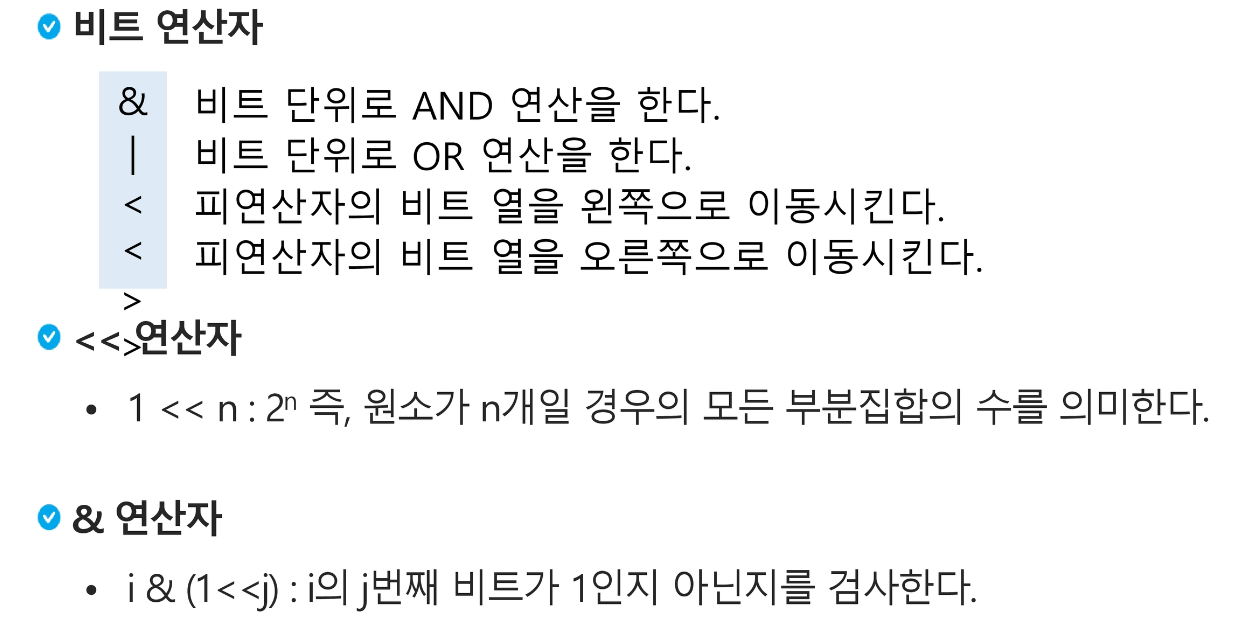 비트 연산자
& 비트 단위로 AND 연산을 한다.
| 비트 단위로 OR 연산을 한다.
< 피연산자의 비트 열을 왼쪽으로 이동시킨다.
< 피연산자의 비트 열을 오른쪽으로 이동시킨다.
>
>
<< 연산자
• 1 << n : 2ⁿ 즉, 원소가 n개일 경우의 모든 부분집합의 수를 의미한다.
& 연산자
• i & (1<<j) : i의 j번째 비트가 1인지 아닌지를 검사한다.